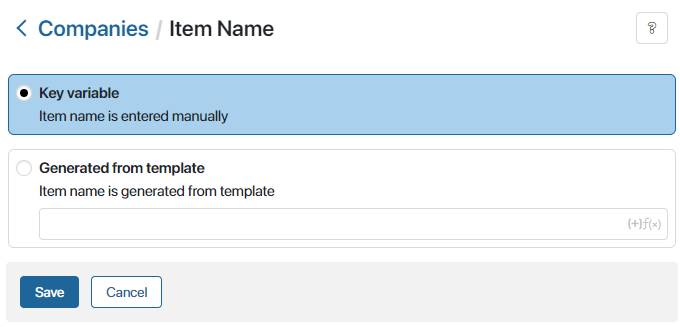 Companies / Item Name
?
Key variable
Item name is entered manually
Generated from template
Item name is generated from template
(+)ƒ(×)
Save Cancel